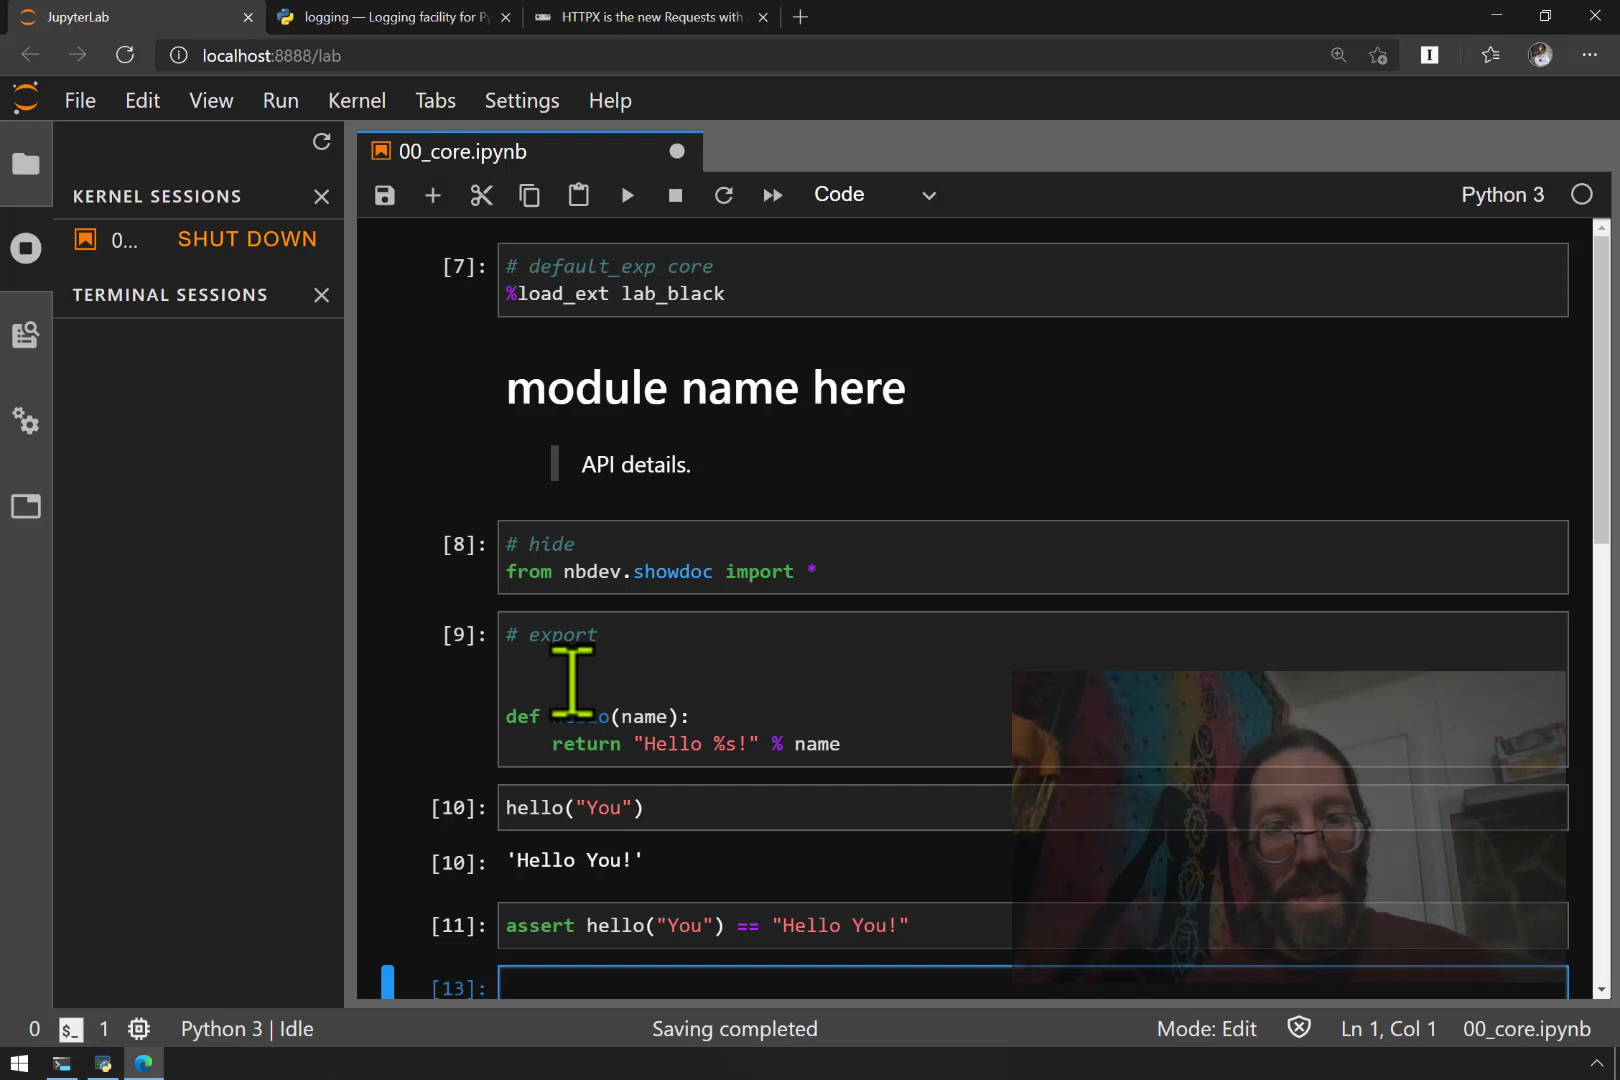 JupyterLab
logging — Logging facility for Py
HTTPX is the new Requests with
localhost:8888/lab
File Edit View Run Kernel Tabs Settings Help
KERNEL SESSIONS
0... SHUT DOWN
TERMINAL SESSIONS
00_core.ipynb
Code
Python 3
[7]: # default_exp core
%load_ext lab_black
module name here
API details.
[8]: # hide
from nbdev.showdoc import *
[9]: # export
def hello(name):
return "Hello %s!" % name
[10]: hello("You")
[10]: 'Hello You!'
[11]: assert hello("You") == "Hello You!"
[13]:
0 $_ 1 Python 3 | Idle Saving completed Mode: Edit Ln 1, Col 1 00_core.ipynb